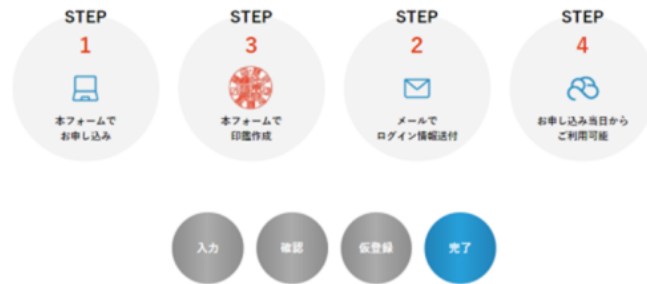 STEP
1
本フォームで
お申し込み
STEP
3
本フォームで
印鑑作成
STEP
2
メールで
ログイン情報送付
STEP
4
お申し込み当日から
ご利用可能
入力
確認
仮登録
完了